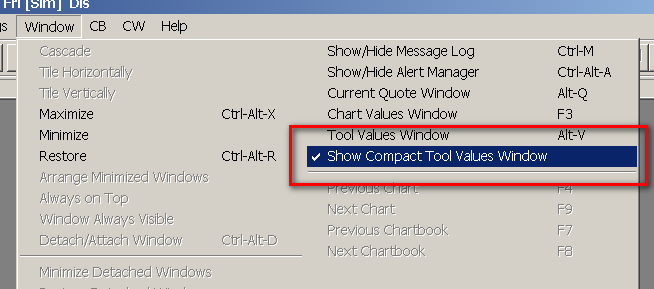 Fri [Sim] Dis
gs Window CB CW Help
Cascade
Tile Horizontally
Tile Vertically
Maximize Ctrl-Alt-X
Minimize
Restore Ctrl-Alt-R
Arrange Minimized Windows
Always on Top
Window Always Visible
Detach/Attach Window Ctrl-Alt-D
Minimize Detached Windows
Show/Hide Message Log Ctrl-M
Show/Hide Alert Manager Ctrl-Alt-A
Current Quote Window Alt-Q
Chart Values Window F3
Tool Values Window Alt-V
✓ Show Compact Tool Values Window
Previous Chart F4
Next Chart F9
Previous Chartbook F7
Next Chartbook F8